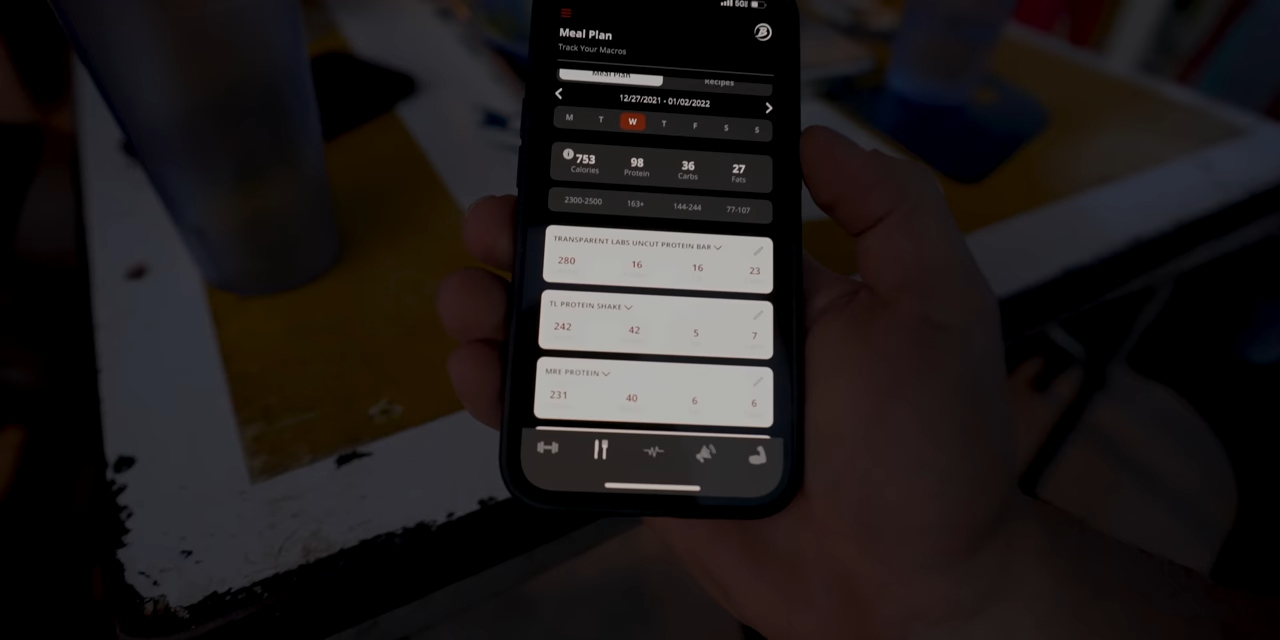 5G
Meal Plan
Track Your Macros
Meal Plan Recipes
12/27/2021 - 01/02/2022
M T W T F S S
753 98 36 27
Calories Protein Carbs Fats
2300-2500 163+ 144-244 77-107
TRANSPARENT LABS UNCUT PROTEIN BAR
280 16 16 23
TL PROTEIN SHAKE
242 42 5 7
MRE PROTEIN
231 40 6 6